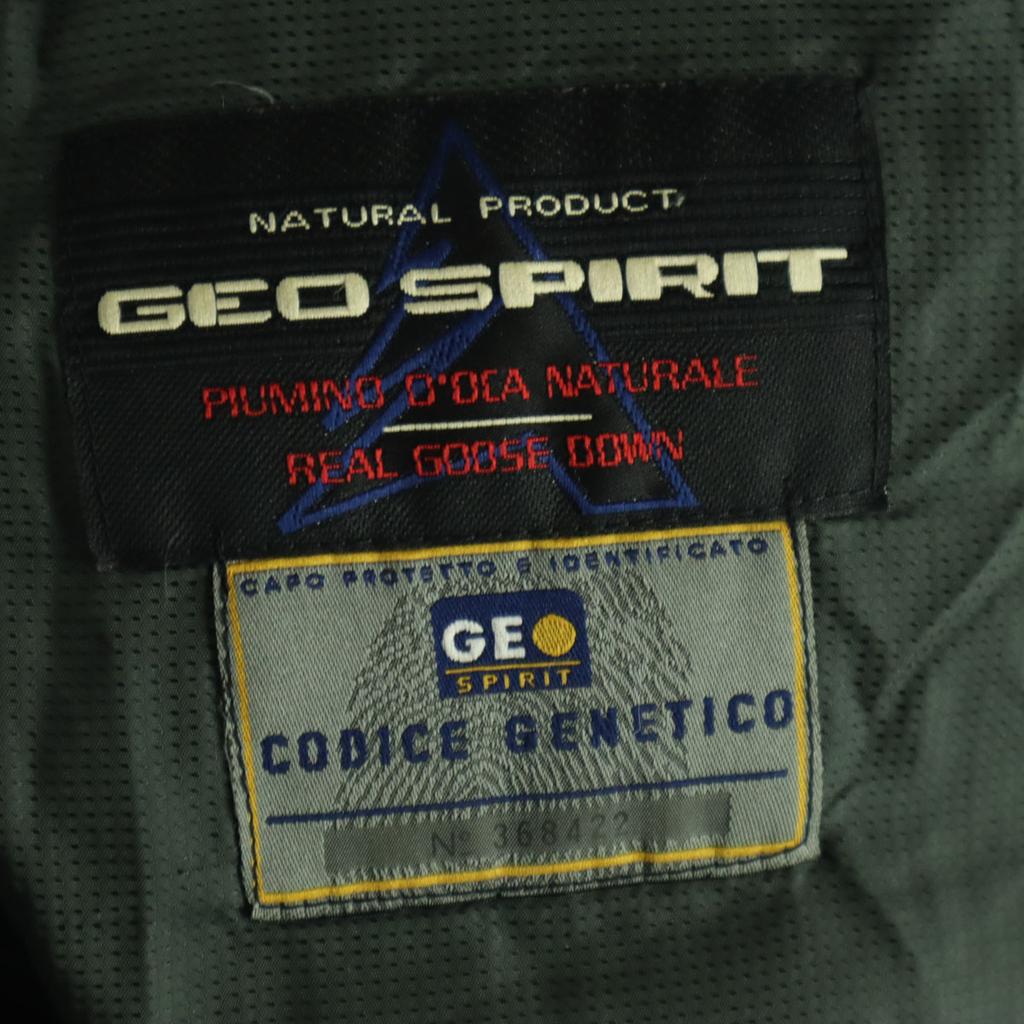 NATURAL PRODUCT
GEO SPIRIT
PIUMINO D'OCA NATURALE
REAL GOOSE DOWN
CAPO PROTETTO E IDENTIFICATO
GEO
SPIRIT
CODICE GENETICO
Nº 368422